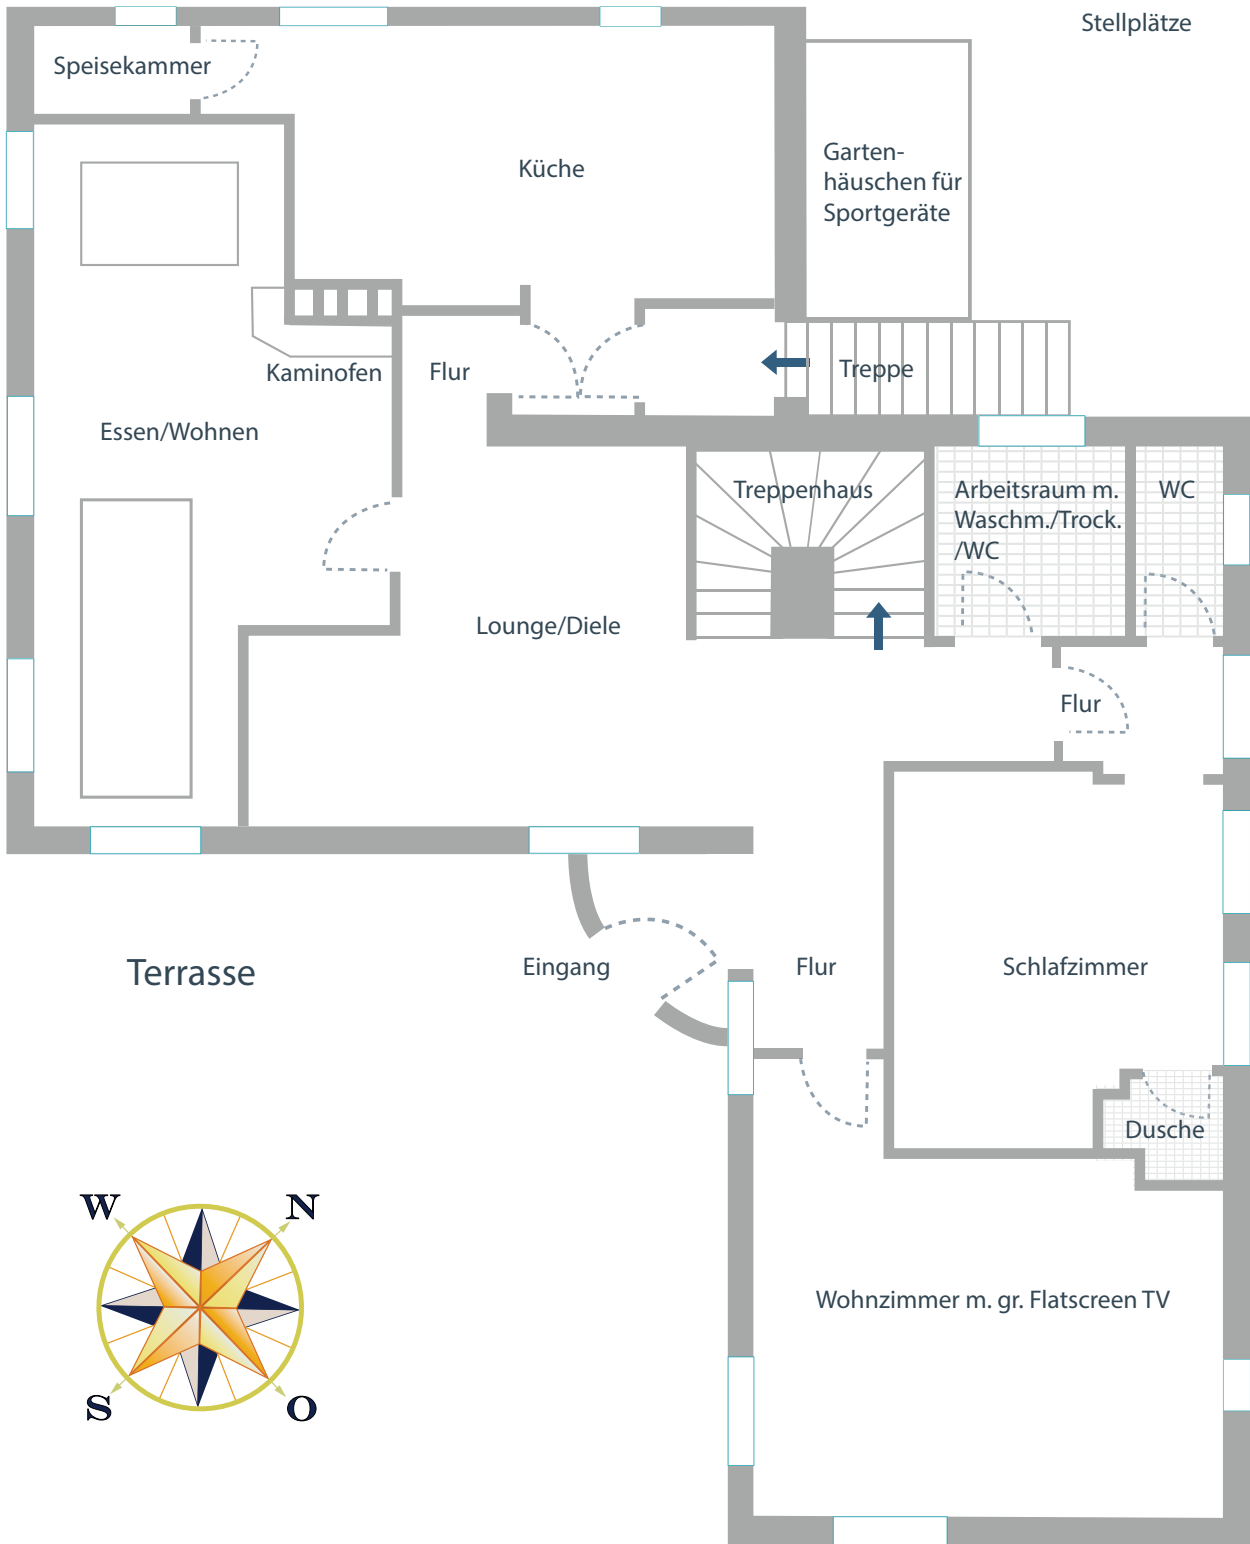 Stellplätze
Speisekammer
Küche
Garten-
häuschen für
Sportgeräte
Kaminofen
Flur
Treppe
Essen/Wohnen
Treppenhaus
Arbeitsraum m.
Waschm./Trock.
/WC
WC
Lounge/Diele
Flur
Terrasse
Eingang
Flur
Schlafzimmer
Dusche
W
N
S
O
Wohnzimmer m. gr. Flatscreen TV